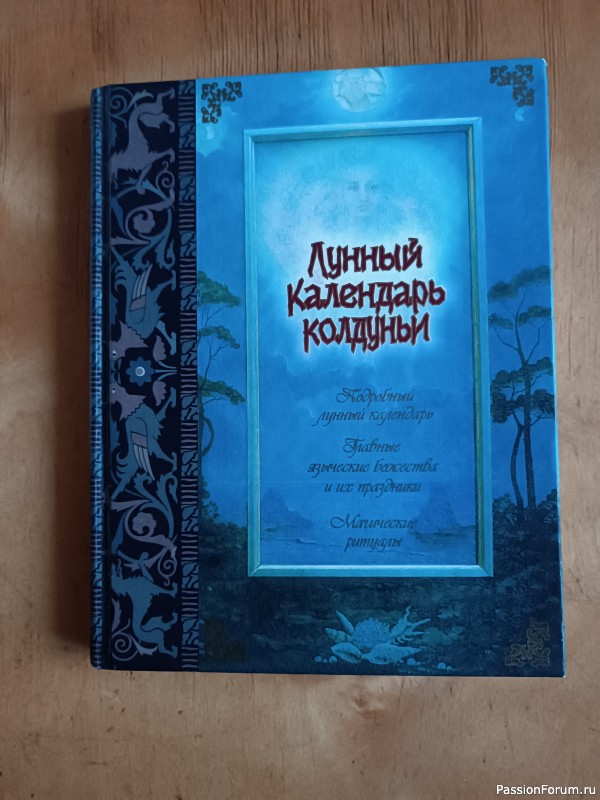 Лунный
календарь
колдуньи
Подробный
лунный календарь
Главные
языческие божества
и их праздники
Магические
ритуалы
PassionForum.ru